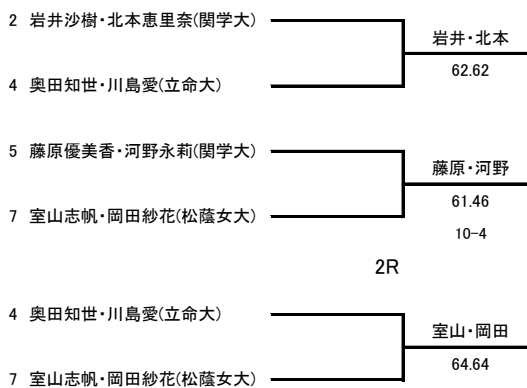 2 岩井沙樹・北本恵里奈(関学大)
岩井・北本
62.62
4 奥田知世・川島愛(立命大)
5 藤原優美香・河野永莉(関学大)
藤原・河野
61.46
7 室山志帆・岡田紗花(松蔭女大)
10-4
2R
4 奥田知世・川島愛(立命大)
室山・岡田
64.64
7 室山志帆・岡田紗花(松蔭女大)